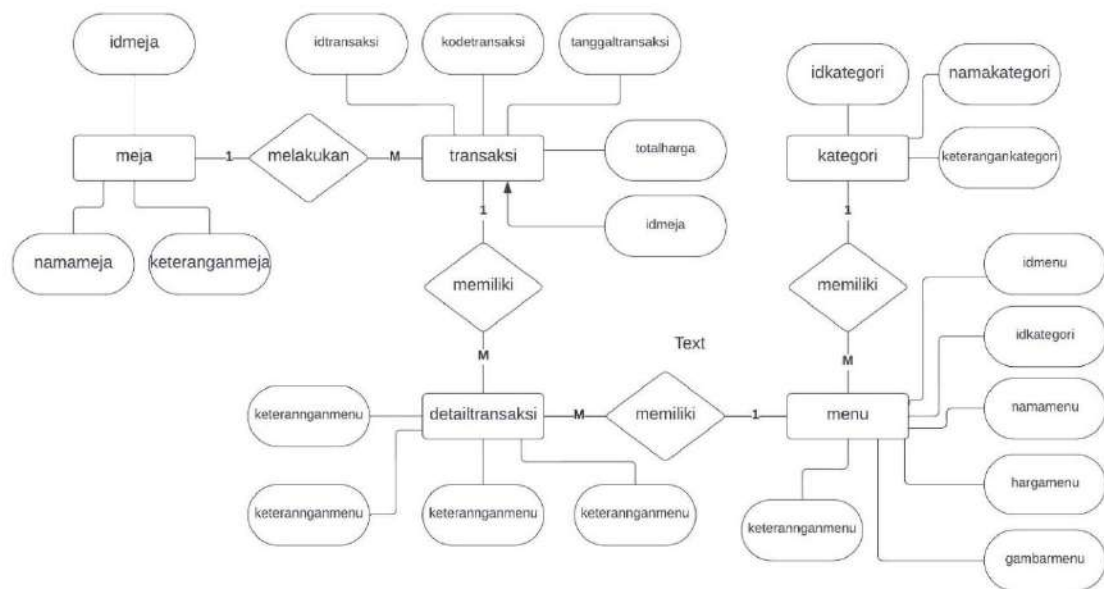 idmeja
idtransaksi
kodetransaksi
tanggaltransaksi
idkategori
namakategori
meja
1
melakukan
M
transaksi
totalharga
kategori
keterangankategori
namameja
keteranganmeja
1
idmeja
1
memiliki
memiliki
idmenu
M
Text
M
idkategori
keterannganmenu
detailtransaksi
M
memiliki
1
menu
namamenu
keterannganmenu
keterannganmenu
keterannganmenu
keterannganmenu
hargamenu
gambarmenu